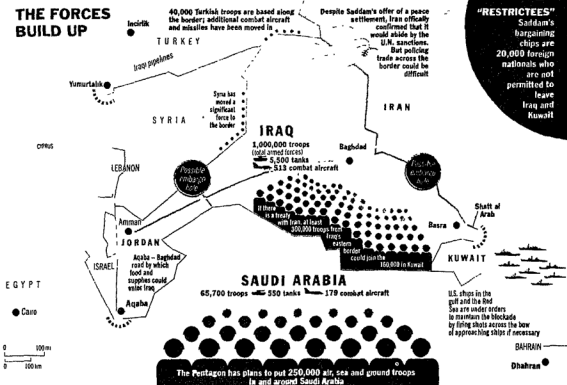 THE FORCES
BUILD UP
Incirlik
40,000 Turkish troops are based along
the border; additional combat aircraft
and missiles have been moved in
Despite Saddam's offer of a peace
settlement, Iran offically
confirmed that it
would abide by the
U.N. sanctions.
But policing
trade across the
border could be
difficult
"RESTRICTEES"
Saddam's
bargaining
chips are
20,000 foreign
nationals who
are not
permitted to
leave
Iraq and
Kuwait
TURKEY
Iraqi pipelines
Yumurtalik
Syria has
moved a
significant
force to
the border
SYRIA
IRAN
IRAQ
1,000,000 troops
(total armed forces)
5,500 tanks
513 combat aircraft
Baghdad
CYPRUS
LEBANON
Possible
embargo
hole
Possible
embargo
hole
If there
is a treaty
with Iran, at least
300,000 troops from
Iraq's
eastern
border
could join the
160,000 in Kuwait
Shatt al
Arab
Basra
KUWAIT
Amman
JORDAN
ISRAEL
Aqaba – Baghdad
road by which
food and
supplies could
enter Iraq
Aqaba
EGYPT
Cairo
SAUDI ARABIA
65,700 troops
550 tanks
179 combat aircraft
U.S. ships in the
gulf and the Red
Sea are under orders
to maintain the blockade
by firing shots across the bow
of approaching ships if necessary
BAHRAIN
Dhahran
0 100mi
0 100km
The Pentagon has plans to put 250,000 air, sea and ground troops
in and around Saudi Arabia